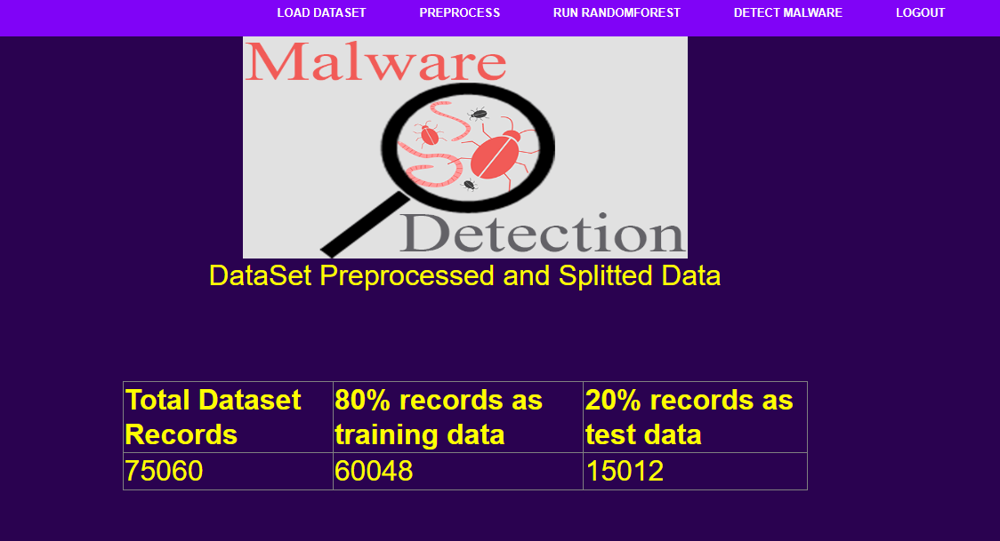 LOAD DATASET PREPROCESS RUN RANDOMFOREST DETECT MALWARE LOGOUT
Malware
Detection
DataSet Preprocessed and Splitted Data
Total Dataset Records 80% records as training data 20% records as test data
75060 60048 15012